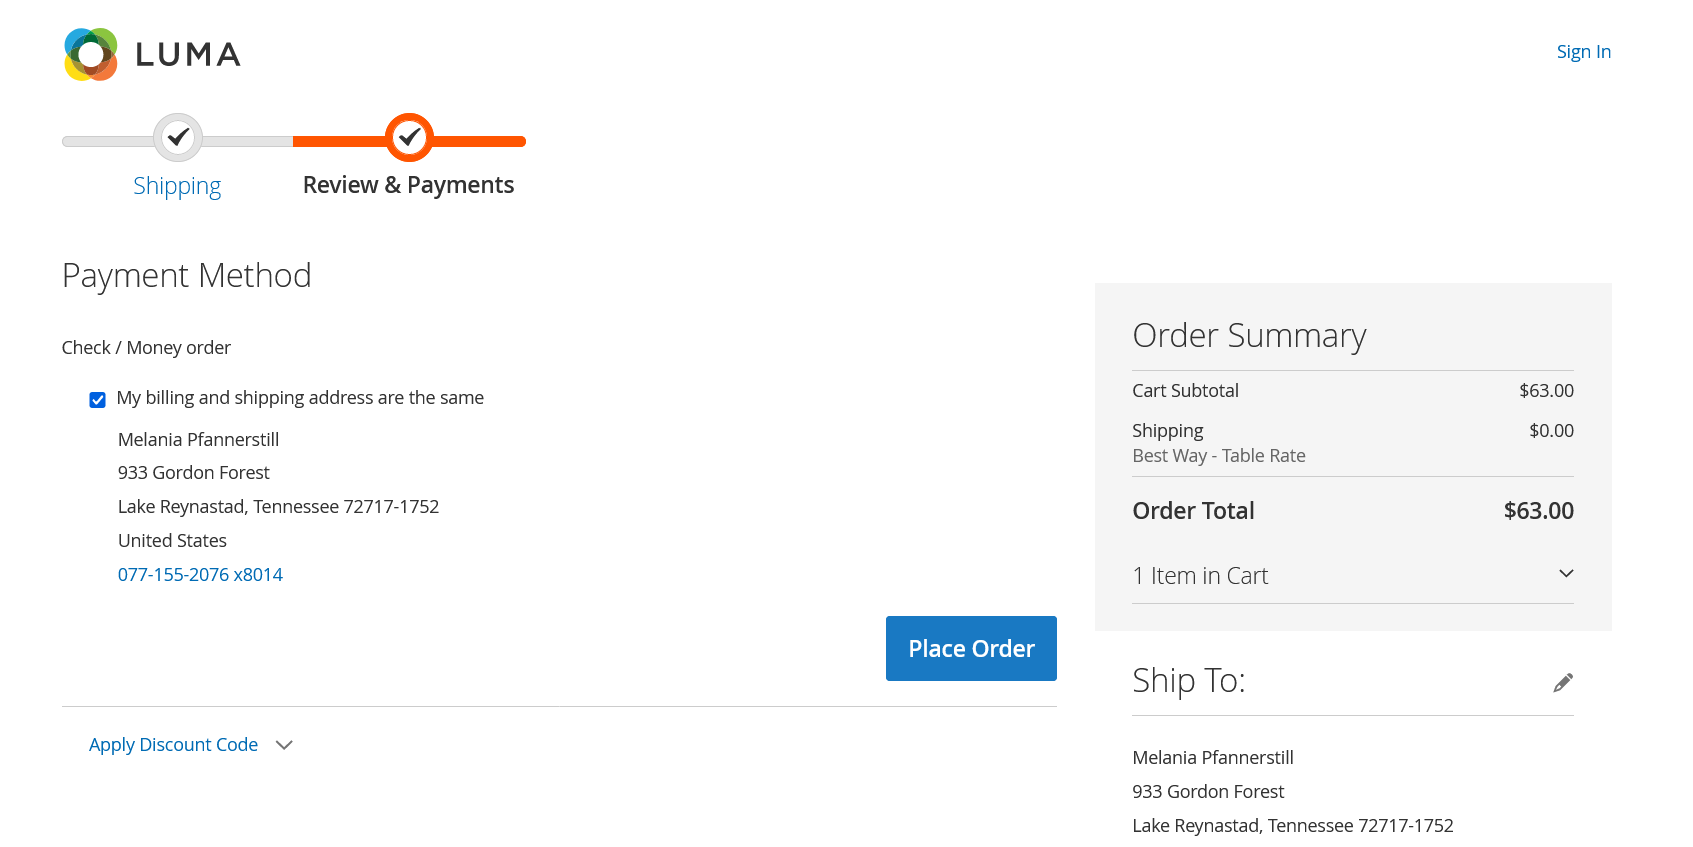 LUMA
Sign In
Shipping
Review & Payments
Payment Method
Check / Money order
My billing and shipping address are the same
Melania Pfannerstill
933 Gordon Forest
Lake Reynastad, Tennessee 72717-1752
United States
077-155-2076 x8014
Place Order
Apply Discount Code
Order Summary
Cart Subtotal $63.00
Shipping $0.00
Best Way - Table Rate
Order Total $63.00
1 Item in Cart
Ship To:
Melania Pfannerstill
933 Gordon Forest
Lake Reynastad, Tennessee 72717-1752